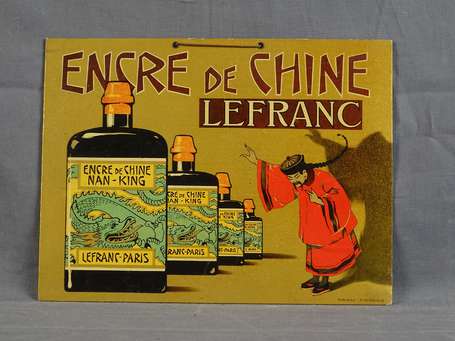 ENCRE DE CHINE
LEFRANC
ENCRE DE CHINE
NAN-KING
LEFRANC-PARIS
ENCRE DE CHINE
NAN-KING
LEFRANC-PARIS